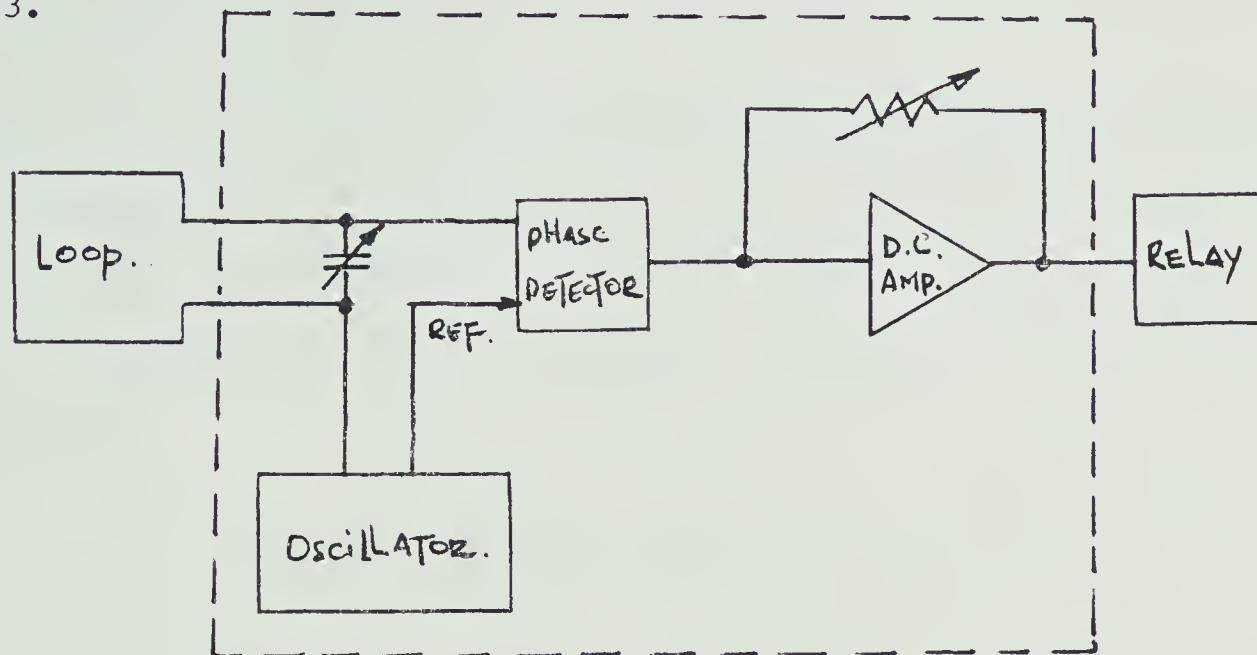 3.
Loop.
PHASE
DETECTOR
REF.
D.C.
AMP.
RELAY
OSCILLATOR.